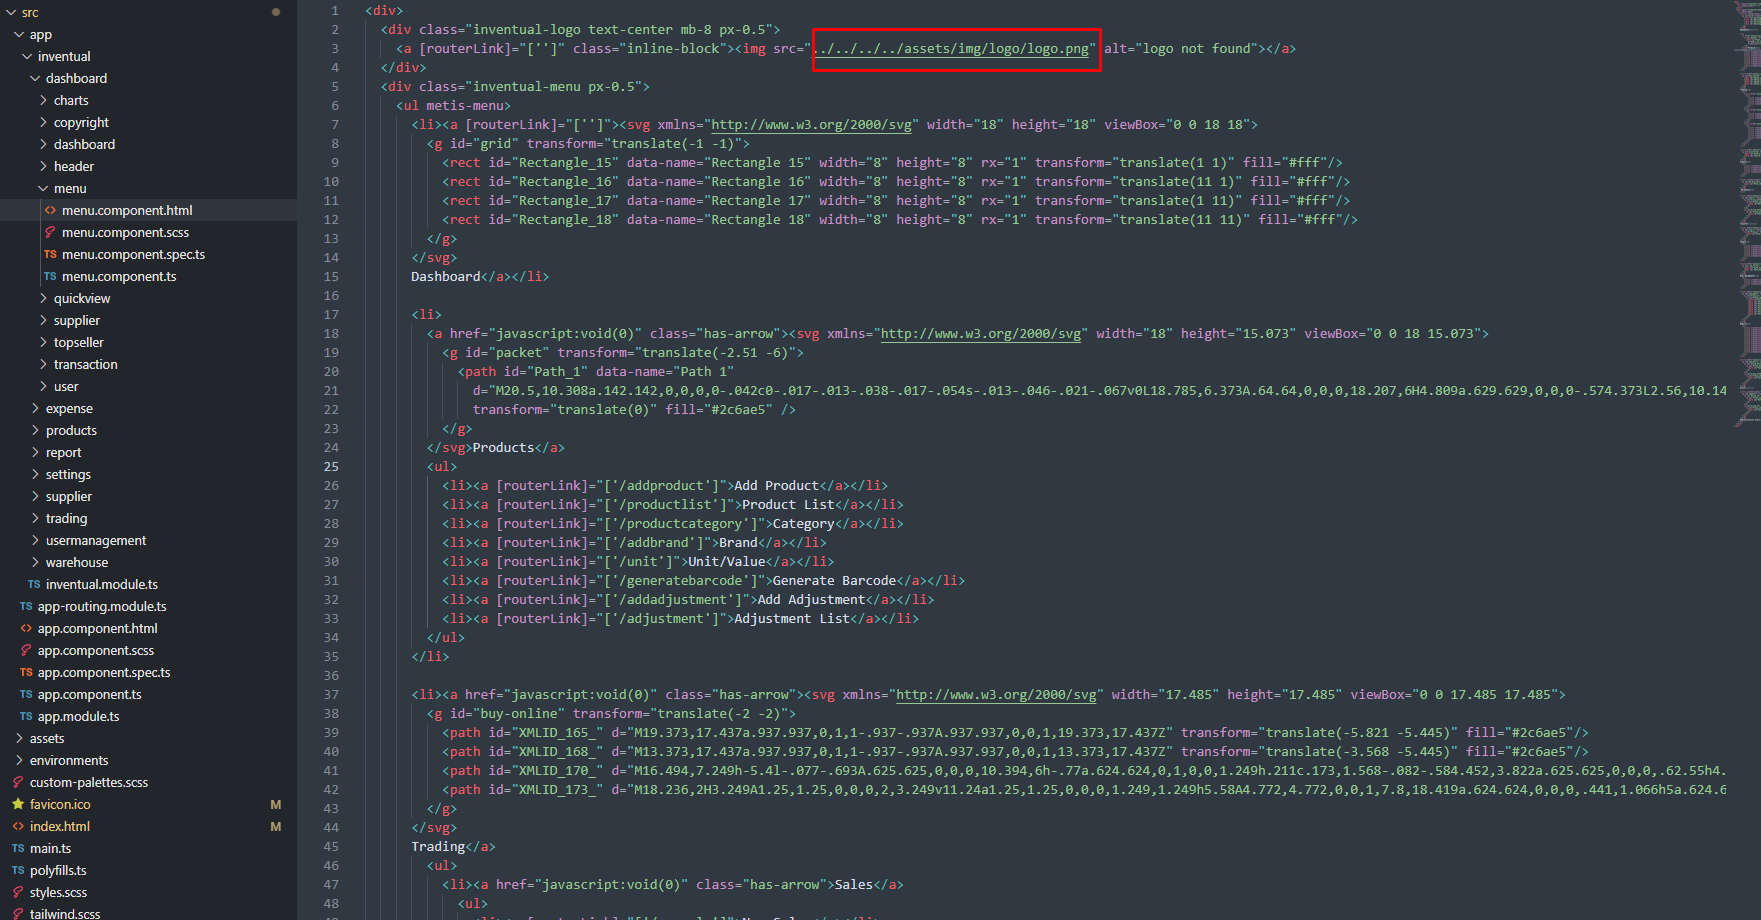 src
app
inventual
dashboard
charts
copyright
dashboard
header
menu
menu.component.html
menu.component.scss
TS menu.component.spec.ts
TS menu.component.ts
quickview
supplier
topseller
transaction
user
expense
products
report
settings
supplier
trading
usermanagement
warehouse
TS inventual.module.ts
TS app-routing.module.ts
app.component.html
app.component.scss
TS app.component.spec.ts
TS app.component.ts
TS app.module.ts
assets
environments
custom-palettes.scss
favicon.ico M
index.html M
TS main.ts
TS polyfills.ts
styles.scss
tailwind.scss
1 <div>
2 <div class="inventual-logo text-center mb-8 px-0.5">
3 <a [routerLink]="['']" class="inline-block"><img src="../../../../assets/img/logo/logo.png" alt="logo not found"></a>
4 </div>
5 <div class="inventual-menu px-0.5">
6 <ul metis-menu>
7 <li><a [routerLink]="['']"><svg xmlns="http://www.w3.org/2000/svg" width="18" height="18" viewBox="0 0 18 18">
8 <g id="grid" transform="translate(-1 -1)">
9 <rect id="Rectangle_15" data-name="Rectangle 15" width="8" height="8" rx="1" transform="translate(1 1)" fill="#fff"/>
10 <rect id="Rectangle_16" data-name="Rectangle 16" width="8" height="8" rx="1" transform="translate(11 1)" fill="#fff"/>
11 <rect id="Rectangle_17" data-name="Rectangle 17" width="8" height="8" rx="1" transform="translate(1 11)" fill="#fff"/>
12 <rect id="Rectangle_18" data-name="Rectangle 18" width="8" height="8" rx="1" transform="translate(11 11)" fill="#fff"/>
13 </g>
14 </svg>
15 Dashboard</a></li>
16
17 <li>
18 <a href="javascript:void(0)" class="has-arrow"><svg xmlns="http://www.w3.org/2000/svg" width="18" height="15.073" viewBox="0 0 18 15.073">
19 <g id="packet" transform="translate(-2.51 -6)">
20 <path id="Path_1" data-name="Path 1"
21 d="M20.5,10.308a.142.142,0,0,0,0-.042c0-.017-.013-.038-.017-.054s-.013-.046-.021-.067v0L18.785,6.373A.64.64,0,0,0,18.207,6H4.809a.629.629,0,0,0-.574.373L2.56,10.14
22 transform="translate(0)" fill="#2c6ae5" />
23 </g>
24 </svg>Products</a>
25 <ul>
26 <li><a [routerLink]="['/addproduct']">Add Product</a></li>
27 <li><a [routerLink]="['/productlist']">Product List</a></li>
28 <li><a [routerLink]="['/productcategory']">Category</a></li>
29 <li><a [routerLink]="['/addbrand']">Brand</a></li>
30 <li><a [routerLink]="['/unit']">Unit/Value</a></li>
31 <li><a [routerLink]="['/generatebarcode']">Generate Barcode</a></li>
32 <li><a [routerLink]="['/addadjustment']">Add Adjustment</a></li>
33 <li><a [routerLink]="['/adjustment']">Adjustment List</a></li>
34 </ul>
35 </li>
36
37 <li><a href="javascript:void(0)" class="has-arrow"><svg xmlns="http://www.w3.org/2000/svg" width="17.485" height="17.485" viewBox="0 0 17.485 17.485">
38 <g id="buy-online" transform="translate(-2 -2)">
39 <path id="XMLID_165_" d="M19.373,17.437a.937.937,0,1,1-.937-.937A.937.937,0,0,1,19.373,17.437Z" transform="translate(-5.821 -5.445)" fill="#2c6ae5"/>
40 <path id="XMLID_168_" d="M13.373,17.437a.937.937,0,1,1-.937-.937A.937.937,0,0,1,13.373,17.437Z" transform="translate(-3.568 -5.445)" fill="#2c6ae5"/>
41 <path id="XMLID_170_" d="M16.494,7.249h-5.4l-.077-.693A.625.625,0,0,0,10.394,6h-.77a.624.624,0,1,0,0,1.249h.211c.173,1.568-.082-.584.452,3.822a.625.625,0,0,0,.62.55h4.
42 <path id="XMLID_173_" d="M18.236,2H3.249A1.25,1.25,0,0,0,2,3.249v11.24a1.25,1.25,0,0,0,1.249,1.249h5.58A4.772,4.772,0,0,1,7.8,18.419a.624.624,0,0,0,.441,1.066h5a.624.6
43 </g>
44 </svg>
45 Trading</a>
46 <ul>
47 <li><a href="javascript:void(0)" class="has-arrow">Sales</a>
48 <ul>